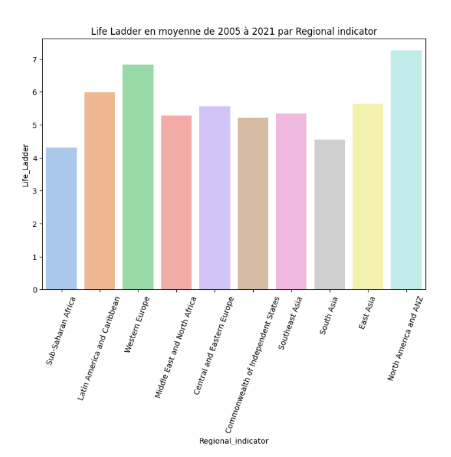 Life Ladder en moyenne de 2005 à 2021 par Regional indicator
Life_Ladder
7
6
5
4
3
2
1
0
Sub-Saharan Africa
Latin America and Caribbean
Western Europe
Middle East and North Africa
Central and Eastern Europe
Commonwealth of Independent States
Southeast Asia
South Asia
East Asia
North America and ANZ
Regional_indicator